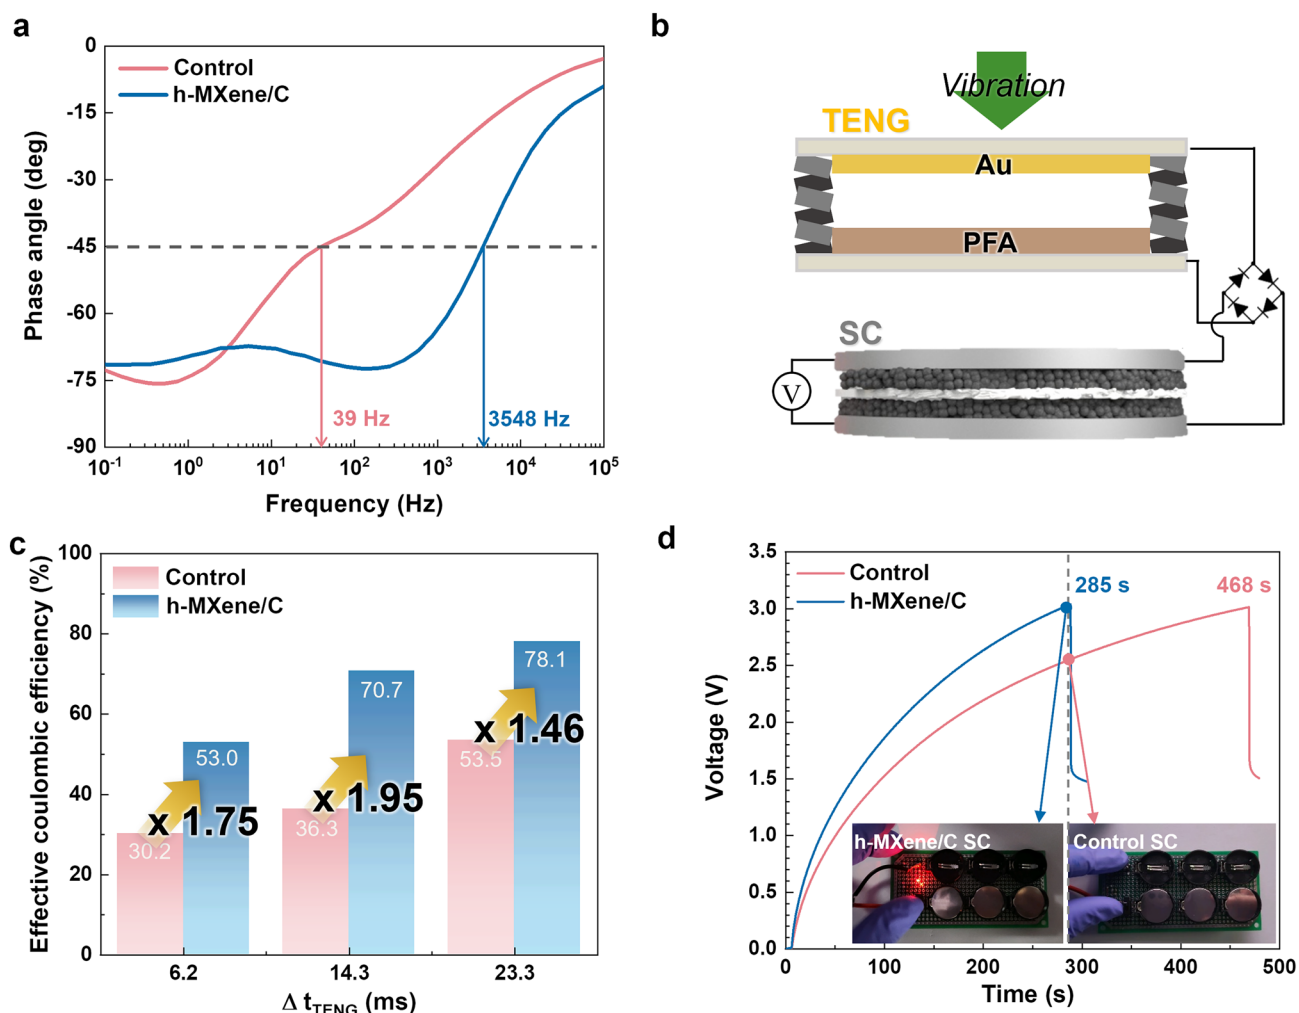 a
0
-15
-30
-45
-60
-75
-90
Phase angle (deg)
Control
h-MXene/C
39 Hz
3548 Hz
10⁻¹ 10⁰ 10¹ 10² 10³ 10⁴ 10⁵
Frequency (Hz)
b
Vibration
TENG
Au
PFA
SC
V
c
100
80
60
40
20
0
Effective coulombic efficiency (%)
Control
h-MXene/C
30.2
53.0
x 1.75
36.3
70.7
x 1.95
53.5
78.1
x 1.46
6.2 14.3 23.3
Δ t_TENG (ms)
d
3.5
3.0
2.5
2.0
1.5
1.0
0.5
0.0
Voltage (V)
Control
h-MXene/C
285 s
468 s
h-MXene/C SC
Control SC
0 100 200 300 400 500
Time (s)